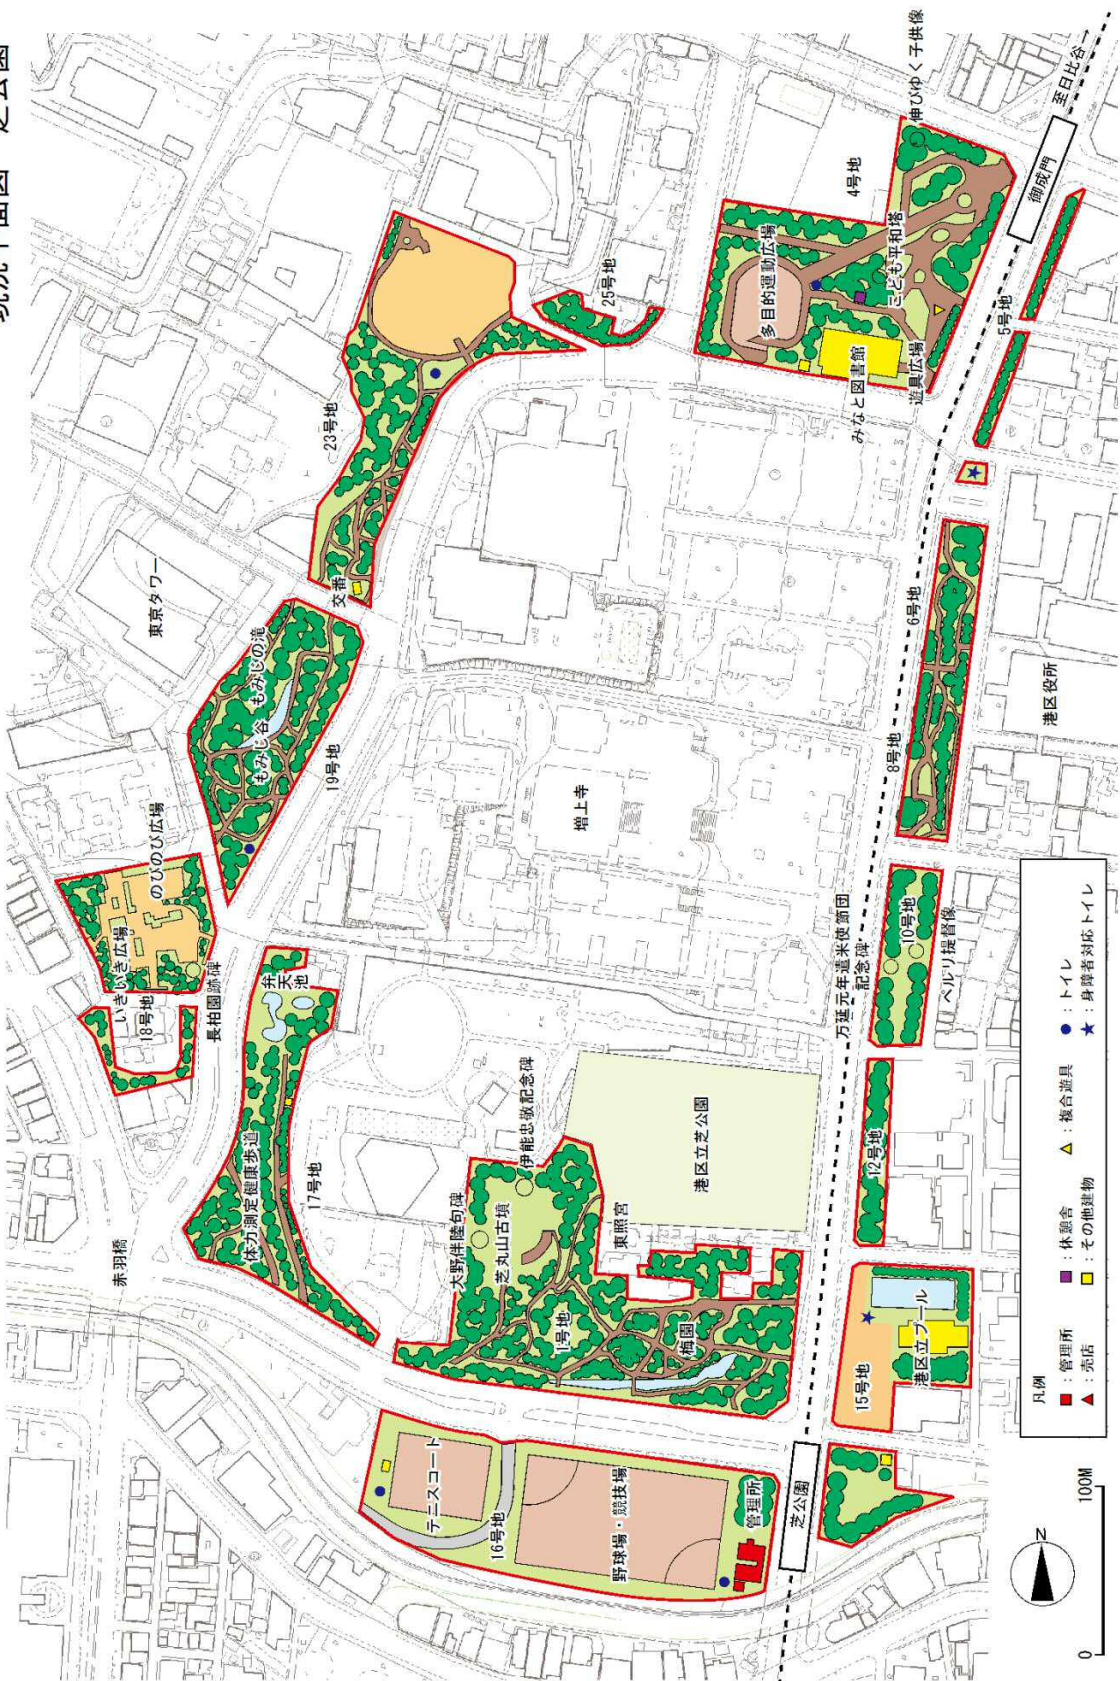 現況平面図 芝公園
赤羽橋
東京タワー
いきいき広場
のびのび広場
18号地
長柏園跡碑
もみじ谷
もみじの滝
19号地
交番
23号地
25号地
弁天池
体力測定健康歩道
17号地
大野伴陸句碑
伊能忠敬記念碑
芝丸山古墳
東照宮
1号地
梅園
港区立芝公園
増上寺
テニスコート
16号地
野球場・競技場
管理所
芝公園
4号地
多目的運動広場
こども平和塔
伸びゆく子供像
みなと図書館
遊具広場
御成門
至日比谷→
5号地
6号地
8号地
港区役所
万延元年遣米使節団
記念碑
10号地
ペルリ提督像
12号地
15号地
港区立プール
凡例
：管理所
：休憩舎
：複合遊具
：トイレ
：売店
：その他建物
：身障者対応トイレ
N
0
100M